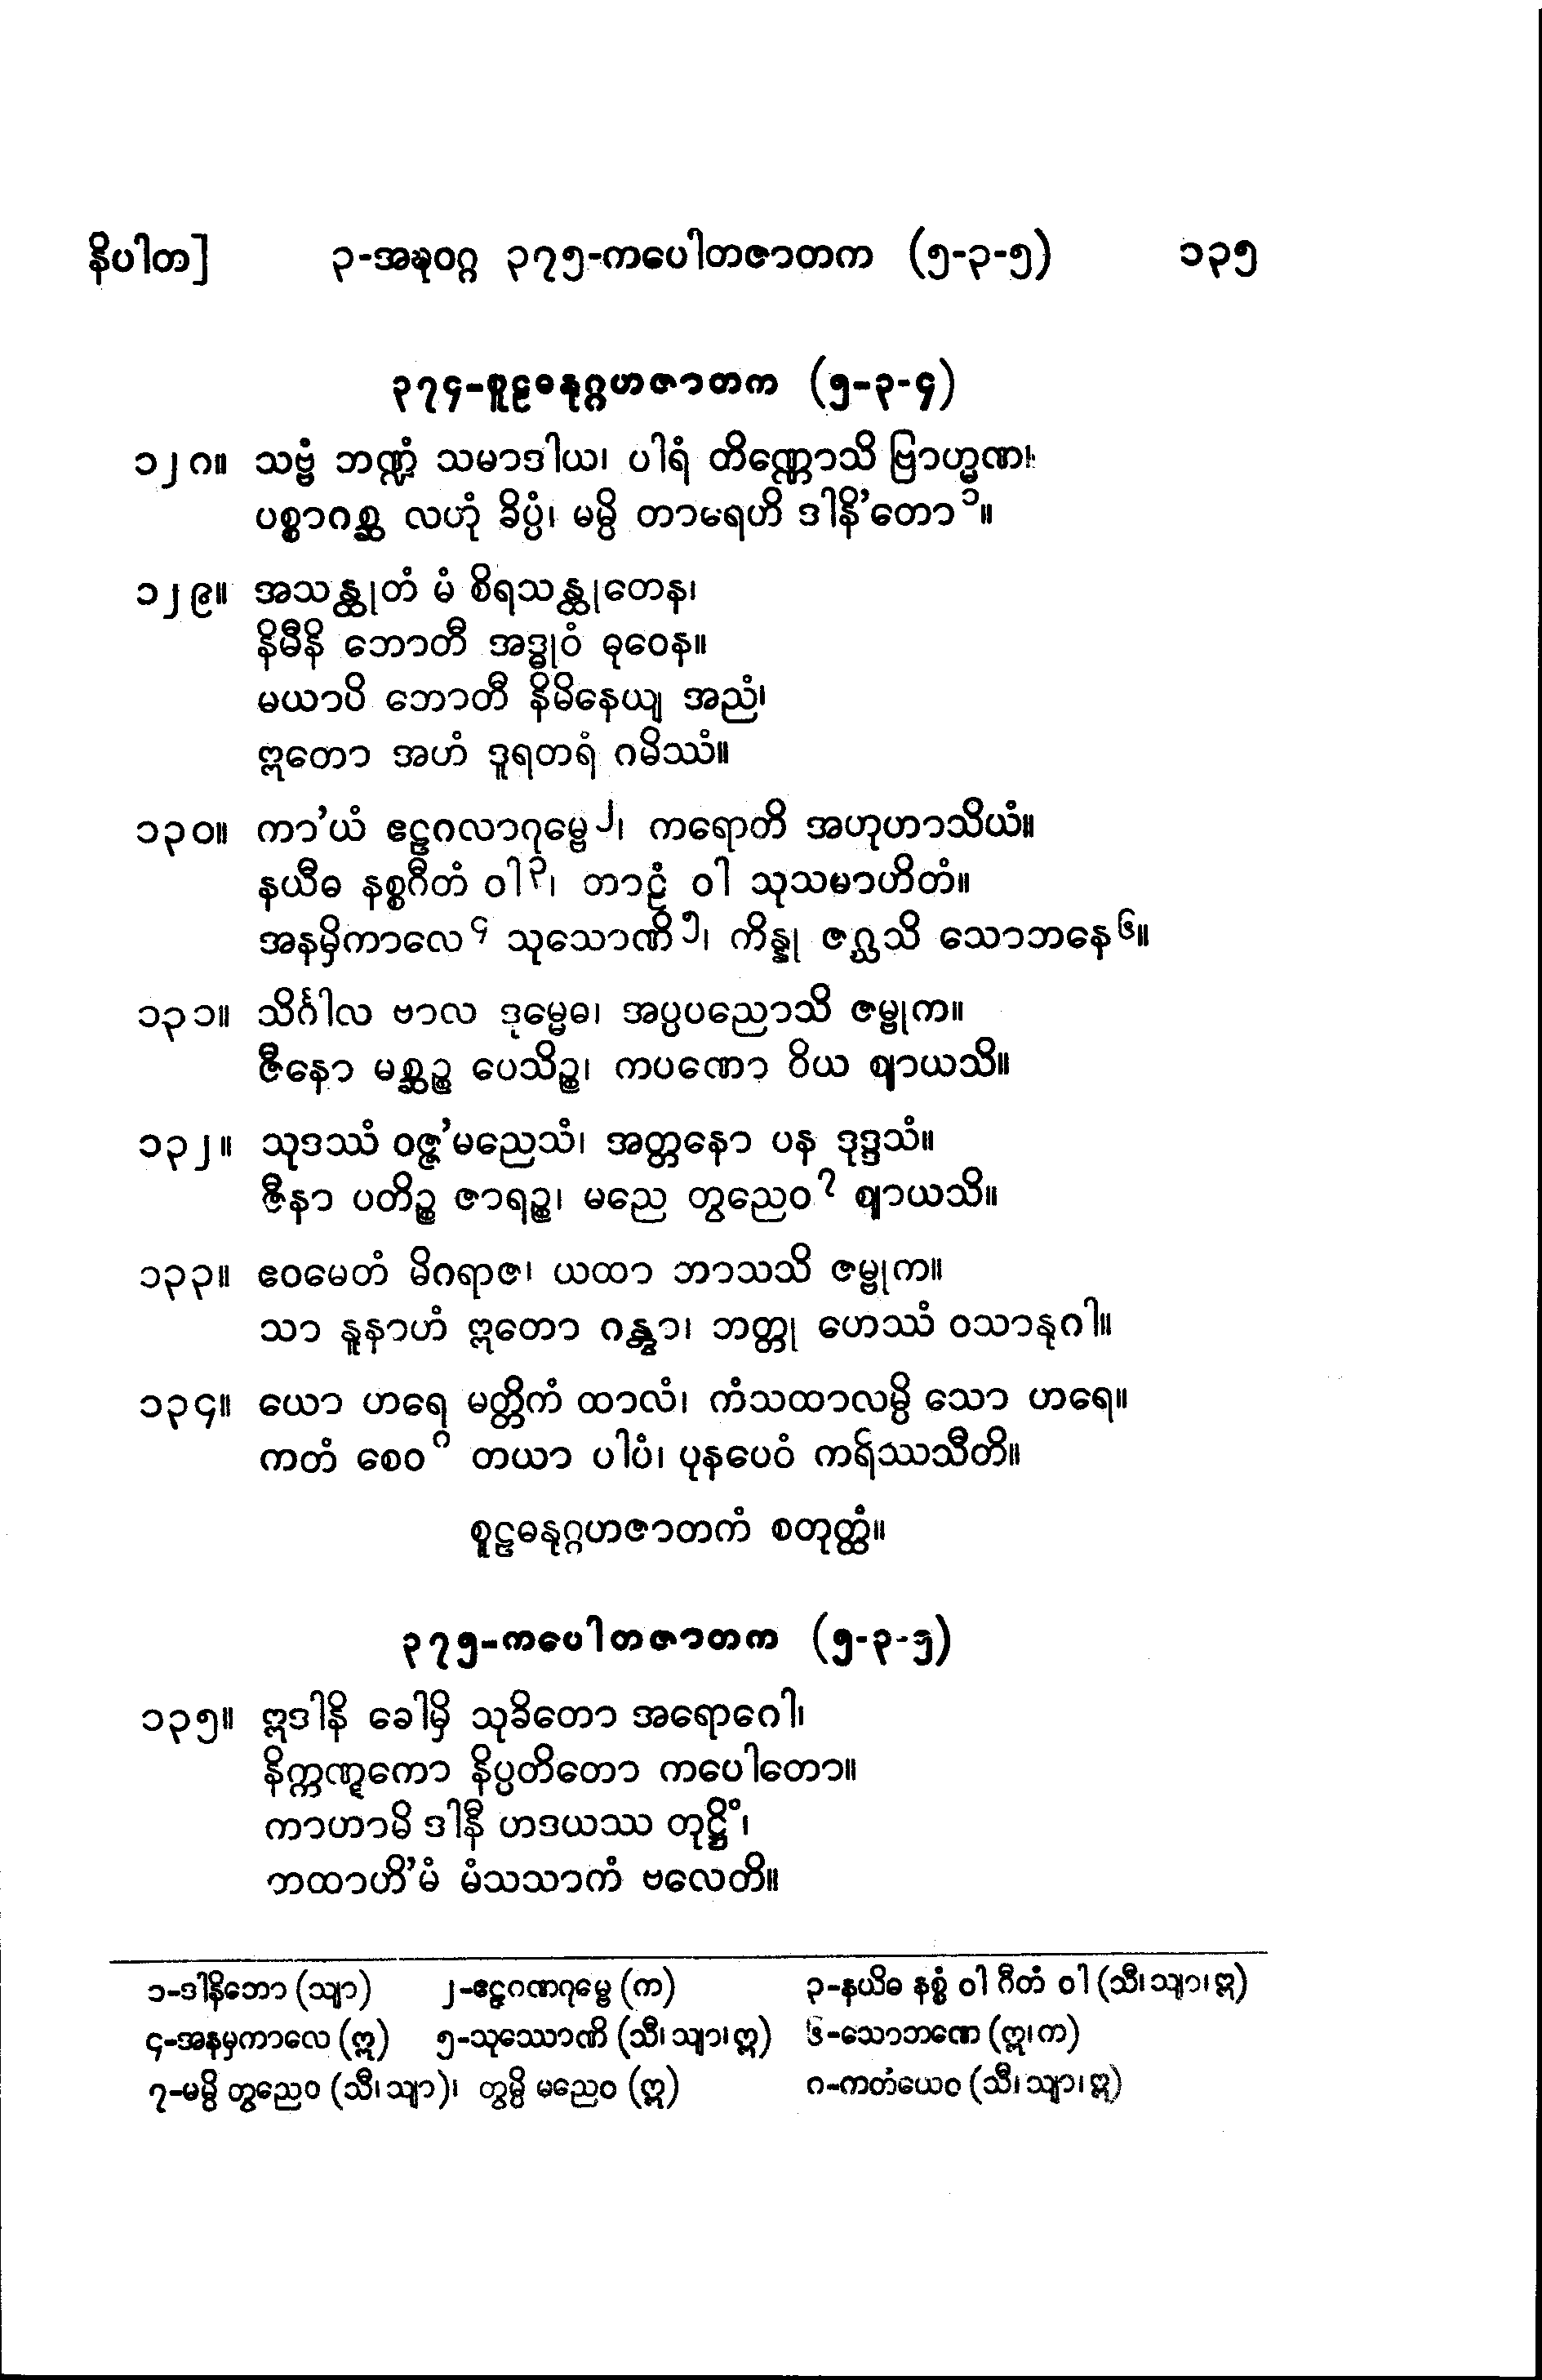 နိပါတ] ၃-အဍ္ဎဝဂ္ဂ ၃၇၅-ကပေါတဇာတက (၅-၃-၅) ၁၃၅
၃၇၄-စူဠဓနုဂ္ဂဟဇာတက (၅-၃-၄)
၁၂၈။ သဗ္ဗံ ဘဏ္ဍံ သမာဒါယ၊ ပါရံ တိဏ္ဏောသိ ဗြာဟ္မဏ၊
ပစ္စာဂစ္ဆ လဟုံ ခိပ္ပံ၊ မမ္ပိ တာရေဟိ ဒါနိ’တော၁။
၁၂၉။ အသန္ထုတံ မံ စိရသန္ထုတေန၊
နိမီနိ ဘောတီ အဒ္ဓုဝံ ဓုဝေန။
မယာပိ ဘောတီ နိမိနေယျ အညံ၊
ဣတော အဟံ ဒူရတရံ ဂမိဿံ။
၁၃၀။ ကာ’ယံ ဧဠဂလာဂုမ္ဗေ၂၊ ကရောတိ အဟုဟာသိယံ။
နယီဓ နစ္စဂီတံ ဝါ၃၊ တာဠံ ဝါ သုသမာဟိတံ။
အနမှိကာလေ၄ သုသောဏိ၅၊ ကိန္နု ဇဂ္ဃသိ သောဘနေ၆။
၁၃၁။ သိင်္ဂါလ ဗာလ ဒုမ္မေဓ၊ အပ္ပပညောသိ ဇမ္ဗုက။
ဇီနော မစ္ဆဉ္စ ပေသိဉ္စ၊ ကပဏော ဝိယ ဈာယသိ။
၁၃၂။ သုဒဿံ ဝဇ္ဇ’မညေသံ၊ အတ္တနော ပန ဒုဒ္ဒသံ။
ဇီနာ ပတိဉ္စ ဇာရဉ္စ၊ မညေ တွညေဝ၇ ဈာယသိ။
၁၃၃။ ဧဝမေတံ မိဂရာဇ၊ ယထာ ဘာသသိ ဇမ္ဗုက။
သာ နူနာဟံ ဣတော ဂန္တွာ၊ ဘတ္တု ဟေဿံ ဝသာနုဂါ။
၁၃၄။ ယော ဟရေ မတ္တိကံ ထာလံ၊ ကံသထာလမ္ပိ သော ဟရေ။
ကတံ စေဝ၈ တယာ ပါပံ၊ ပုနပေဝံ ကရိဿသီတိ။
စူဠဓနုဂ္ဂဟဇာတကံ စတုတ္ထံ။
၃၇၅-ကပေါတဇာတက (၅-၃-၅)
၁၃၅။ ဣဒါနိ ခေါမှိ သုခိတော အရောဂေါ၊
နိက္ကဏ္ဋကော နိပ္ပတိတော ကပေါတော။
ကာဟာမိ ဒါနီ ဟဒယဿ တုဋ္ဌိံ၊
တထာဟိ’မံ မံသသာကံ ဗလေတိ။
၁-ဒါနိဘော (သျာ) ၂-ဧဠဂဏဂုမ္ဗေ (က) ၃-နယိဓ နစ္စံ ဝါ ဂီတံ ဝါ (သီ၊ သျာ၊ ဣ)
၄-အနမှကာလေ (ဣ) ၅-သုဿောဏိ (သီ၊ သျာ၊ ဣ) ၆-သောဘဏေ (ဣ၊ က)
၇-မမ္ပိ တွညေဝ (သီ၊ သျာ)၊ တွမ္ပိ မညေဝ (ဣ) ၈-ကတံယေဝ (သီ၊ သျာ၊ ဣ)